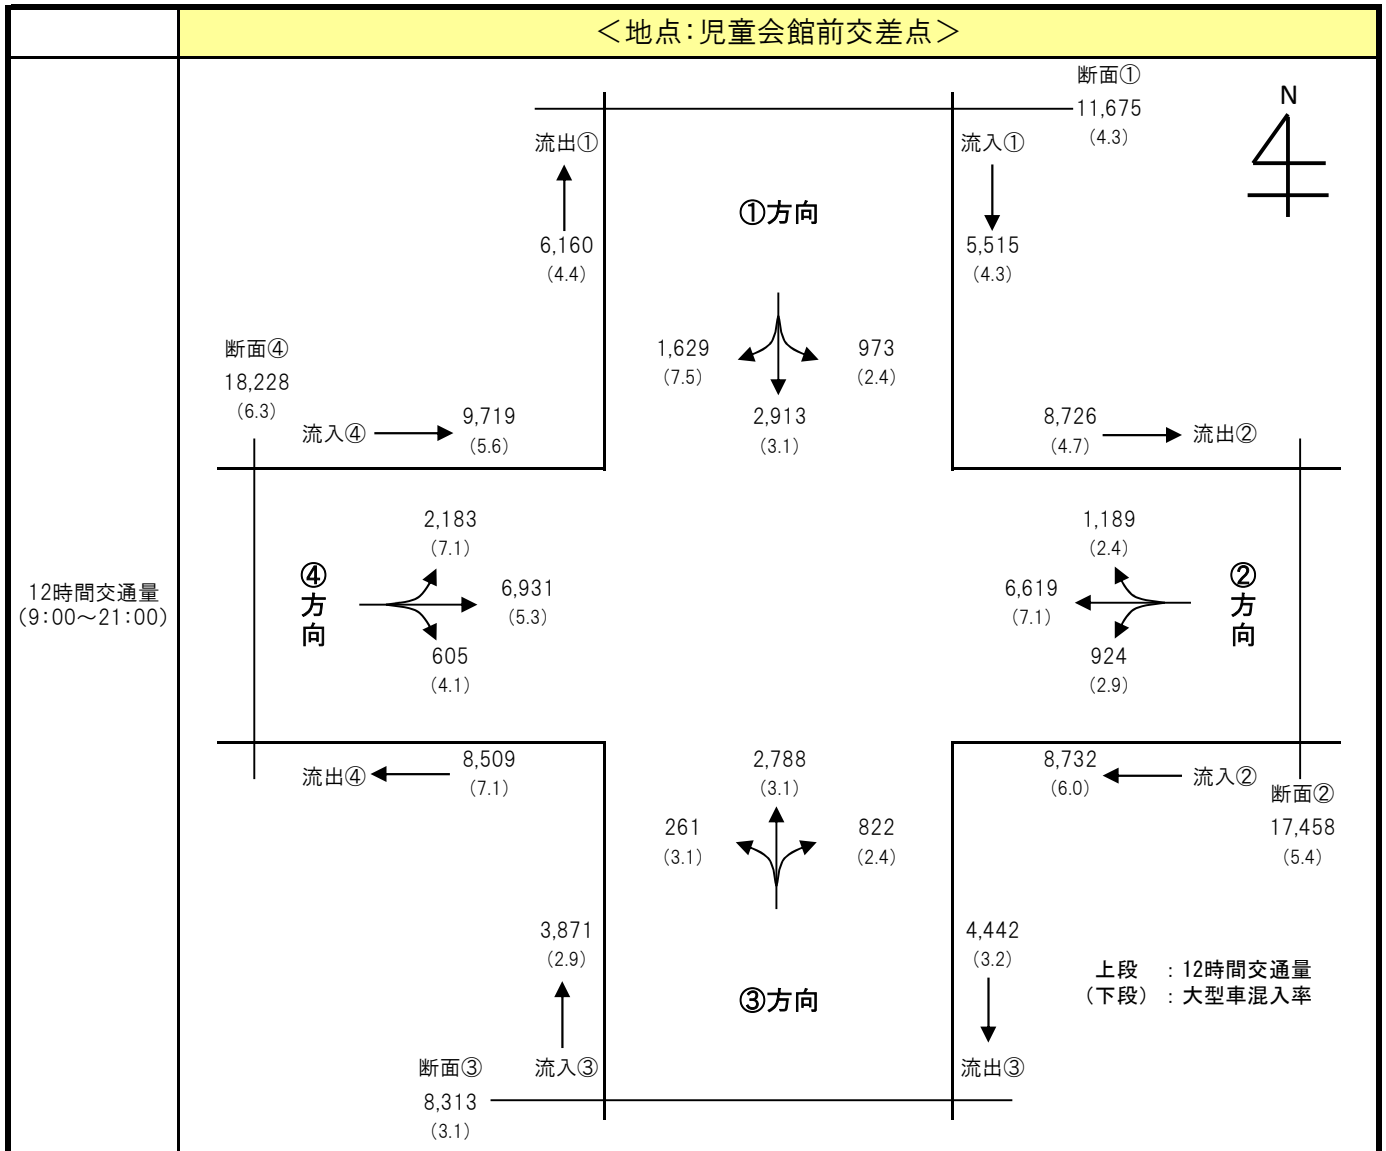 ＜地点：児童会館前交差点＞
断面①
11,675
(4.3)
N
流出①
流入①
①方向
6,160
(4.4)
5,515
(4.3)
断面④
18,228
(6.3)
1,629
(7.5)
973
(2.4)
2,913
(3.1)
流入④
9,719
(5.6)
8,726
(4.7)
流出②
2,183
(7.1)
1,189
(2.4)
12時間交通量
（9：00～21：00）
④方向
6,931
(5.3)
6,619
(7.1)
②方向
605
(4.1)
924
(2.9)
流出④
8,509
(7.1)
2,788
(3.1)
8,732
(6.0)
流入②
断面②
17,458
(5.4)
261
(3.1)
822
(2.4)
3,871
(2.9)
4,442
(3.2)
上段　：12時間交通量
（下段）：大型車混入率
③方向
断面③
流入③
流出③
8,313
(3.1)